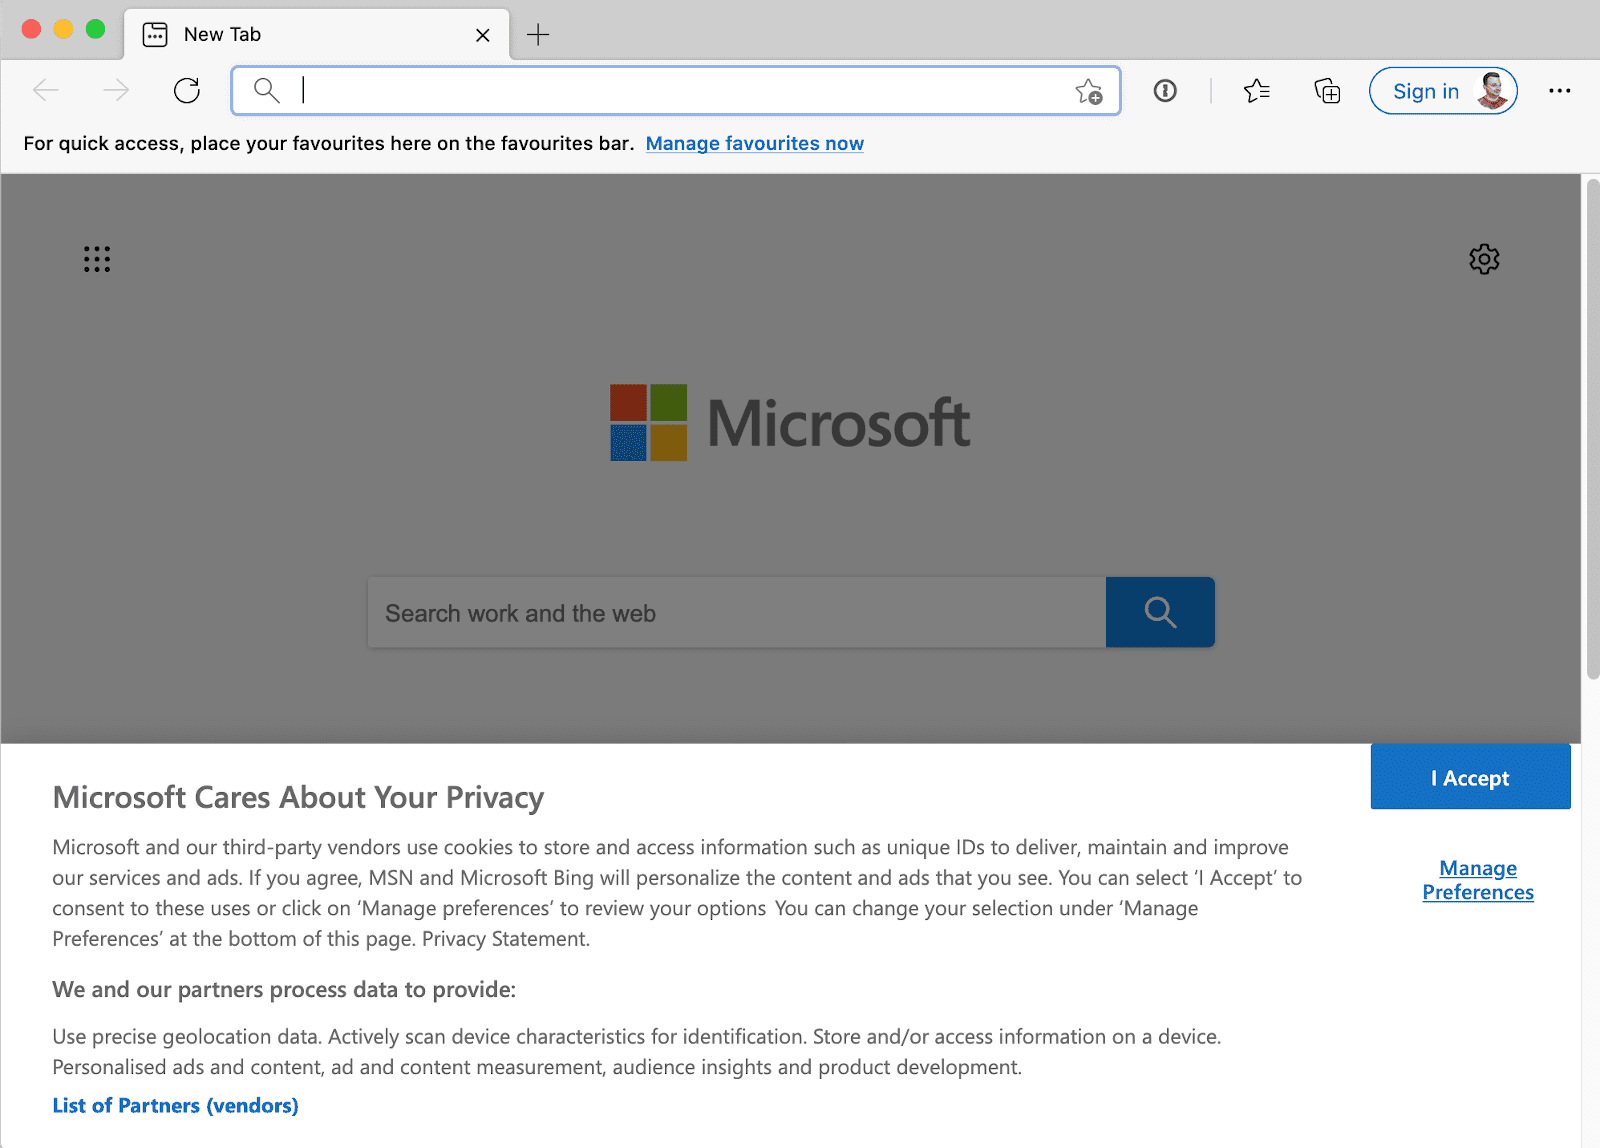 New Tab
Sign in
For quick access, place your favourites here on the favourites bar. Manage favourites now
Microsoft
Search work and the web
I Accept
Microsoft Cares About Your Privacy
Microsoft and our third-party vendors use cookies to store and access information such as unique IDs to deliver, maintain and improve
our services and ads. If you agree, MSN and Microsoft Bing will personalize the content and ads that you see. You can select ‘I Accept’ to
consent to these uses or click on ‘Manage preferences’ to review your options You can change your selection under ‘Manage
Preferences’ at the bottom of this page. Privacy Statement.
Manage
Preferences
We and our partners process data to provide:
Use precise geolocation data. Actively scan device characteristics for identification. Store and/or access information on a device.
Personalised ads and content, ad and content measurement, audience insights and product development.
List of Partners (vendors)